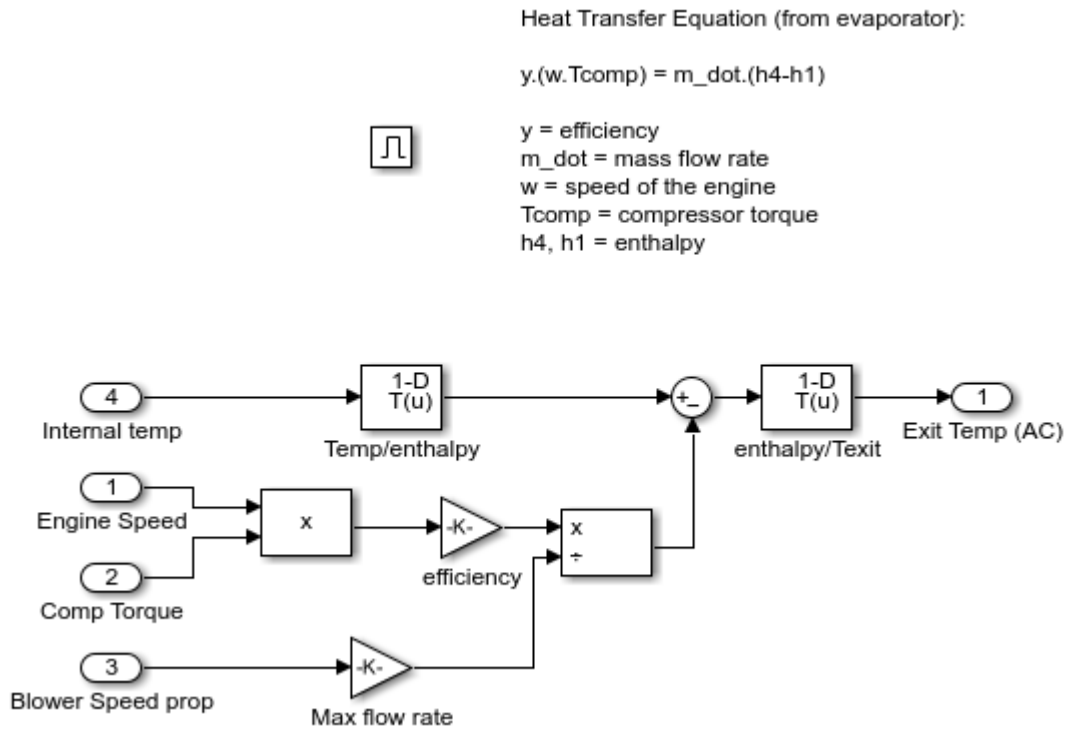 Heat Transfer Equation (from evaporator):
y.(w.Tcomp) = m_dot.(h4-h1)
y = efficiency
m_dot = mass flow rate
w = speed of the engine
Tcomp = compressor torque
h4, h1 = enthalpy
4
Internal temp
1-D
T(u)
Temp/enthalpy
+
−
1-D
T(u)
enthalpy/Texit
1
Exit Temp (AC)
1
Engine Speed
2
Comp Torque
x
-K-
efficiency
x
÷
3
Blower Speed prop
-K-
Max flow rate